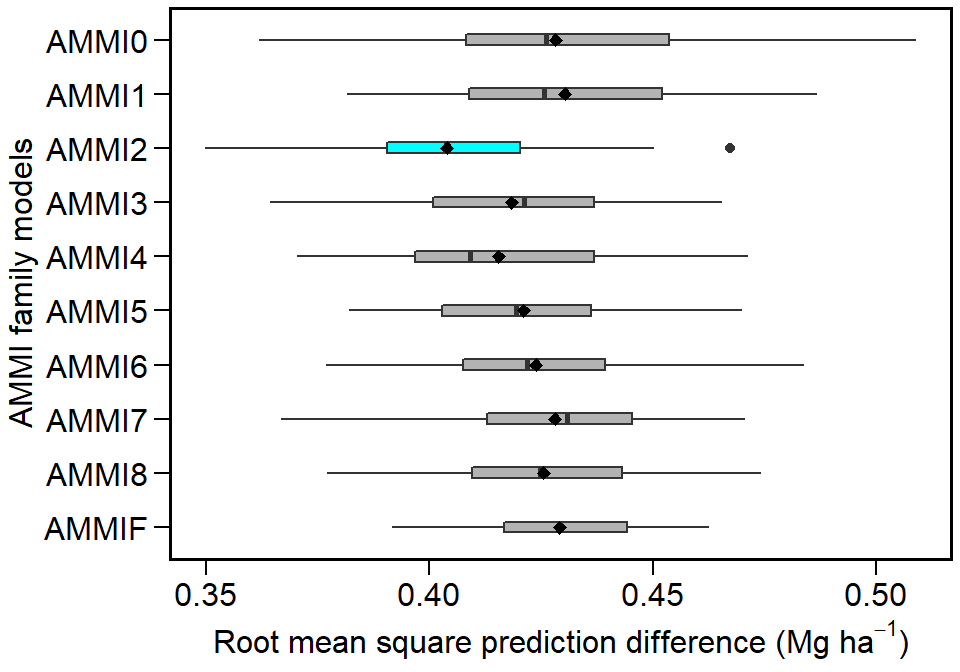 AMMI family models
AMMI0
AMMI1
AMMI2
AMMI3
AMMI4
AMMI5
AMMI6
AMMI7
AMMI8
AMMIF
0.35 0.40 0.45 0.50
Root mean square prediction difference (Mg ha⁻¹)